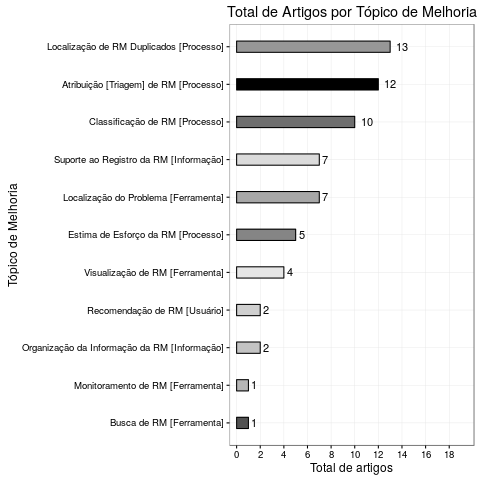 Total de Artigos por Tópico de Melhoria
Tópico de Melhoria
Localização de RM Duplicados [Processo] 13
Atribuição [Triagem] de RM [Processo] 12
Classificação de RM [Processo] 10
Suporte ao Registro da RM [Informação] 7
Localização do Problema [Ferramenta] 7
Estima de Esforço da RM [Processo] 5
Visualização de RM [Ferramenta] 4
Recomendação de RM [Usuário] 2
Organização da Informação da RM [Informação] 2
Monitoramento de RM [Ferramenta] 1
Busca de RM [Ferramenta] 1
0 2 4 6 8 10 12 14 16 18
Total de artigos